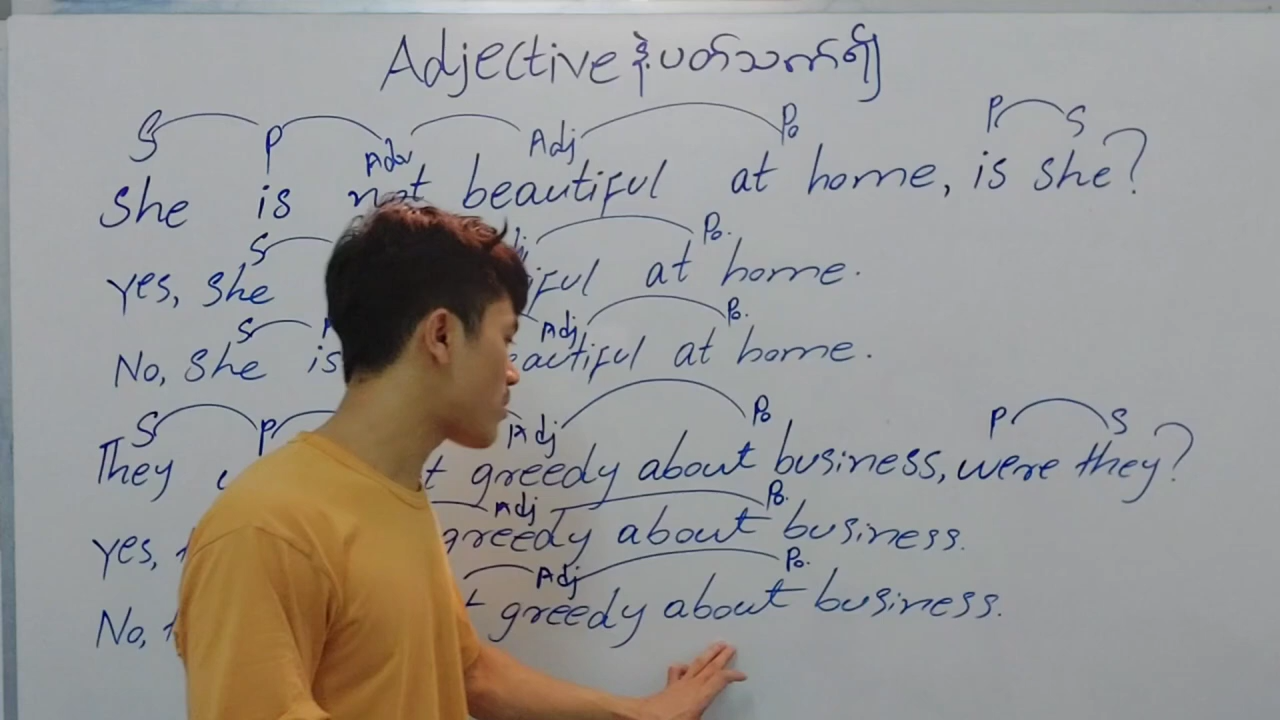 Adjective နဲ့ ပတ်သက်၍
S P Adv Adj Po P S
She is not beautiful at home, is she?
S Po.
Yes, she at home.
S Adj Po.
No, she is beautiful at home.
S P Adj Po P S
They greedy about business, were they?
Adj Po.
Yes, greedy about business.
Adj Po.
No, greedy about business.